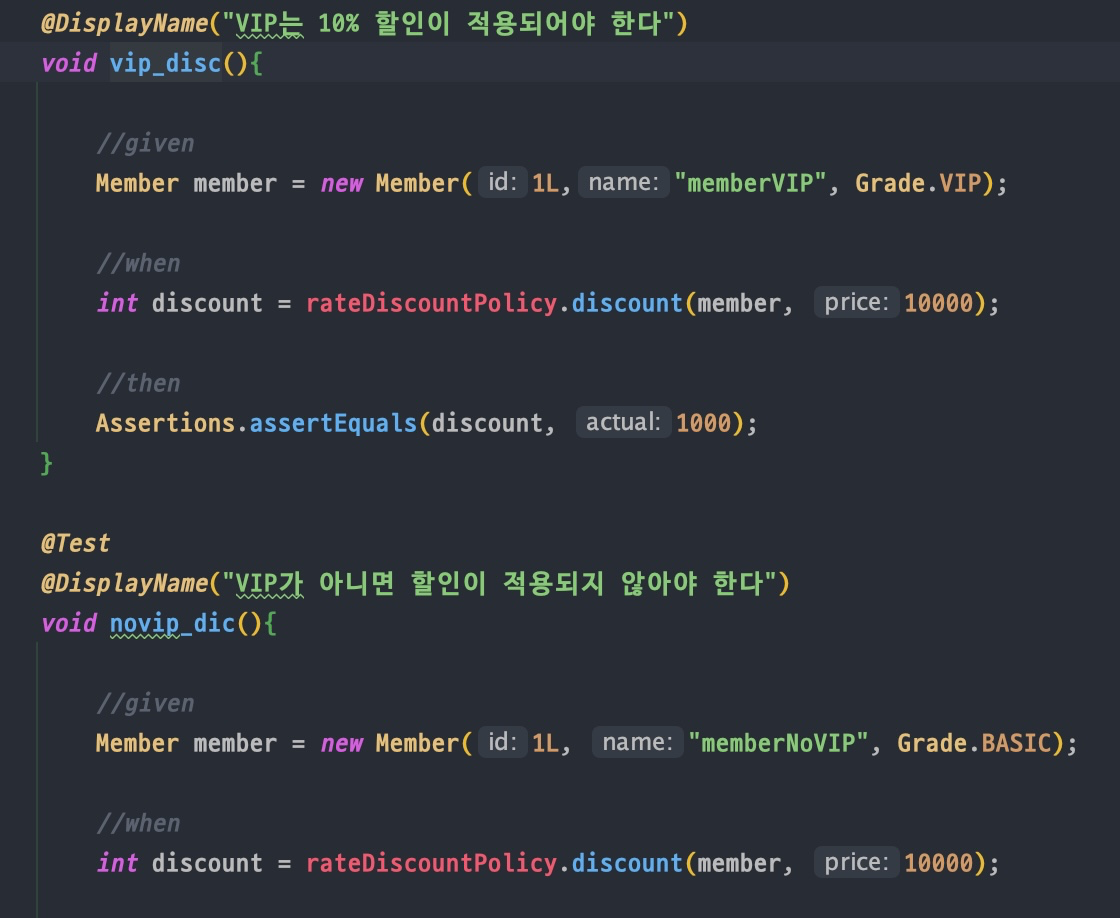 @DisplayName("VIP는 10% 할인이 적용되어야 한다")
void vip_disc(){
//given
Member member = new Member( id: 1L, name: "memberVIP", Grade.VIP);
//when
int discount = rateDiscountPolicy.discount(member, price: 10000);
//then
Assertions.assertEquals(discount, actual: 1000);
}
@Test
@DisplayName("VIP가 아니면 할인이 적용되지 않아야 한다")
void novip_dic(){
//given
Member member = new Member( id: 1L, name: "memberNoVIP", Grade.BASIC);
//when
int discount = rateDiscountPolicy.discount(member, price: 10000);